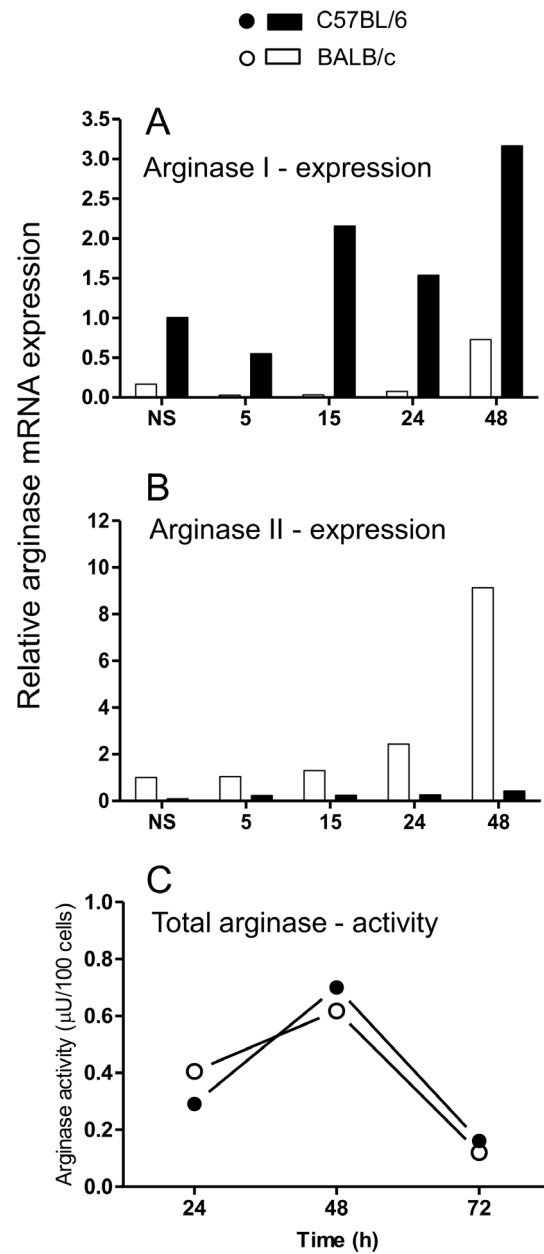 C57BL/6
BALB/c
A
Arginase I - expression
3.5
3.0
2.5
2.0
1.5
1.0
0.5
0.0
NS 5 15 24 48
Relative arginase mRNA expression
B
Arginase II - expression
12
10
8
6
4
2
0
NS 5 15 24 48
C
Total arginase - activity
Arginase activity (μU/100 cells)
1.0
0.8
0.6
0.4
0.2
0.0
24 48 72
Time (h)